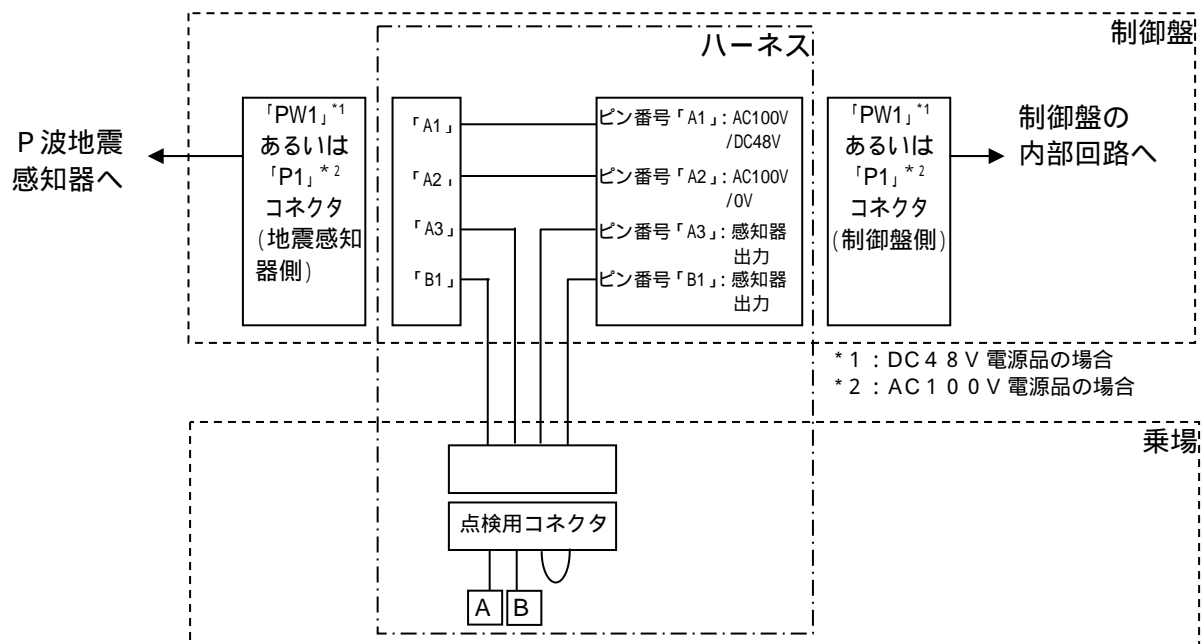 制御盤
ハーネス
P波地震
感知器へ
「PW1」*1
あるいは
「P1」*2
コネクタ
(地震感知
器側)
「A1」
「A2」
「A3」
「B1」
ピン番号「A1」: AC100V
/DC48V
ピン番号「A2」: AC100V
/0V
ピン番号「A3」: 感知器
出力
ピン番号「B1」: 感知器
出力
「PW1」*1
あるいは
「P1」*2
コネクタ
(制御盤側)
制御盤の
内部回路へ
*1:DC48V電源品の場合
*2:AC100V電源品の場合
乗場
点検用コネクタ
A
B